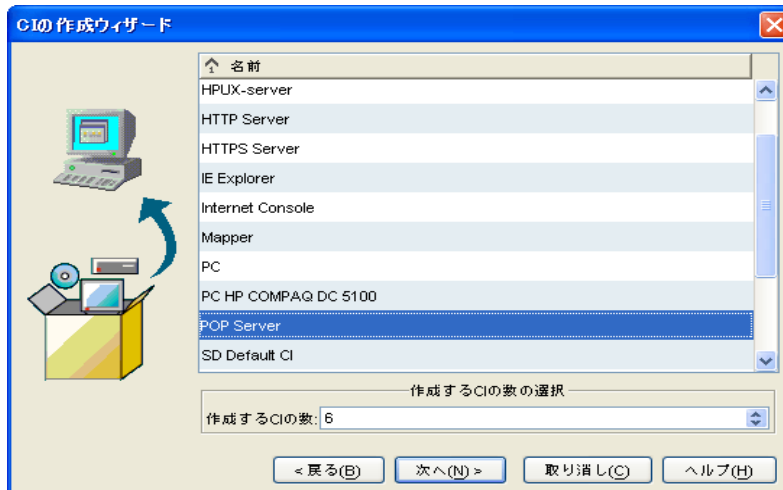 CIの作成ウィザード
名前
HPUX-server
HTTP Server
HTTPS Server
IE Explorer
Internet Console
Mapper
PC
PC HP COMPAQ DC 5100
POP Server
SD Default CI
作成するCIの数の選択
作成するCIの数: 6
< 戻る(B) 次へ(N) > 取り消し(C) ヘルプ(H)